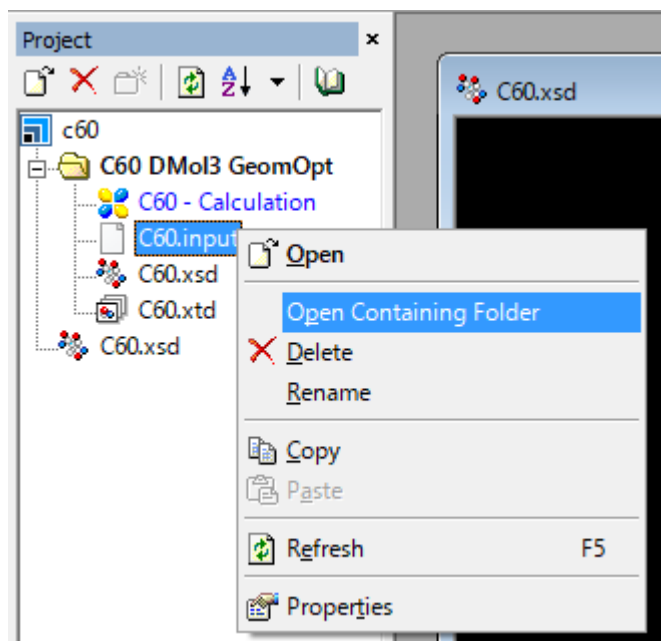 Project
C60.xsd
c60
C60 DMol3 GeomOpt
C60 - Calculation
C60.input
C60.xsd
C60.xtd
C60.xsd
Open
Open Containing Folder
Delete
Rename
Copy
Paste
Refresh F5
Properties